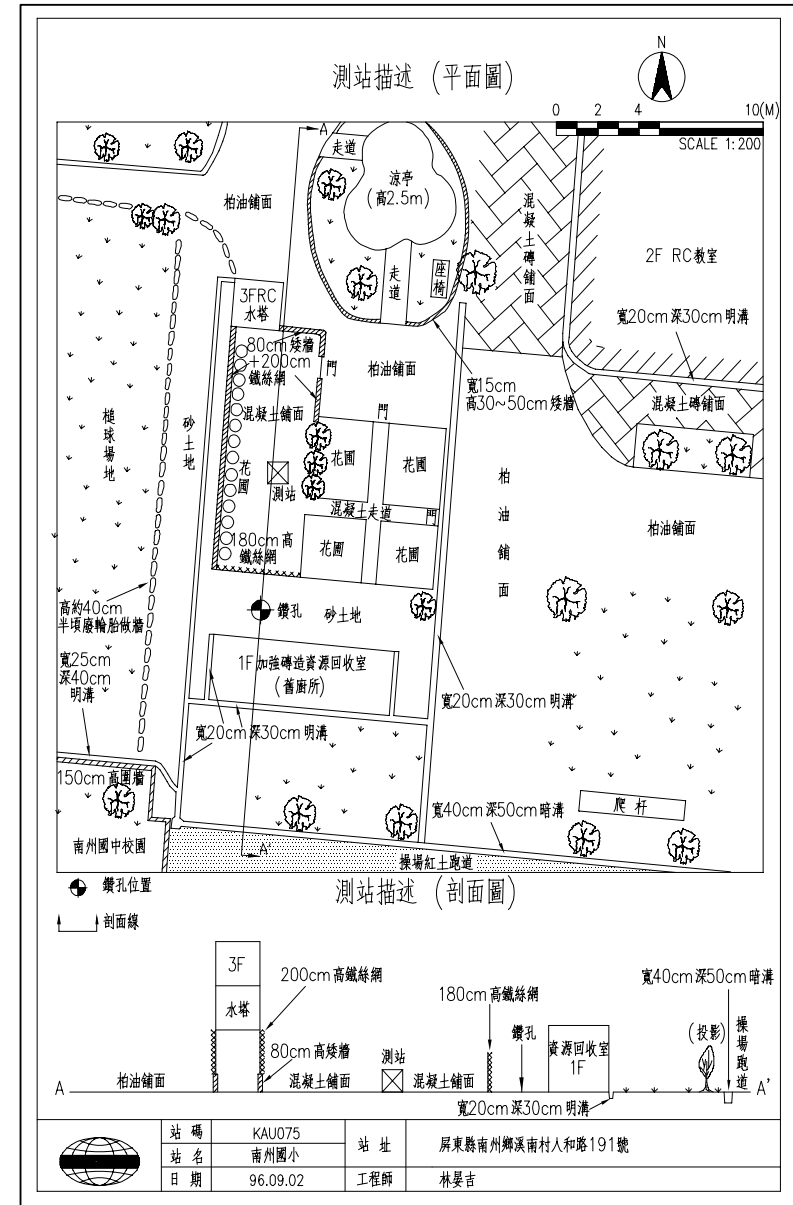 測站描述 (平面圖)
N
0 2 4 10(M)
SCALE 1:200
A
走道
涼亭
(高2.5m)
柏油舖面
混凝土磚舖面
2F RC教室
走道
座椅
3FRC
水塔
寬20cm深30cm明溝
80cm矮牆
+200cm
鐵絲網
門
柏油舖面
寬15cm
高30~50cm矮牆
混凝土磚舖面
槌球場地
砂土地
混凝土舖面
門
花圃
花圃
花圃
測站
柏油舖面
混凝土走道
門
柏油舖面
180cm高
鐵絲網
花圃
花圃
高約40cm
半頃廢輪胎做牆
鑽孔
砂土地
寬25cm
深40cm
明溝
1F加強磚造資源回收室
(舊廚所)
寬20cm深30cm明溝
寬20cm深30cm明溝
150cm高圍牆
爬杆
寬40cm深50cm暗溝
南州國中校園
A'
操場紅土跑道
鑽孔位置
測站描述 (剖面圖)
剖面線
3F
水塔
200cm高鐵絲網
寬40cm深50cm暗溝
180cm高鐵絲網
鑽孔
資源回收室
1F
(投影)
操場跑道
80cm高矮牆
測站
A
柏油舖面
混凝土舖面
混凝土舖面
A'
寬20cm深30cm明溝
站碼 KAU075
站址 屏東縣南州鄉溪南村人和路191號
站名 南州國小
日期 96.09.02
工程師 林晏吉